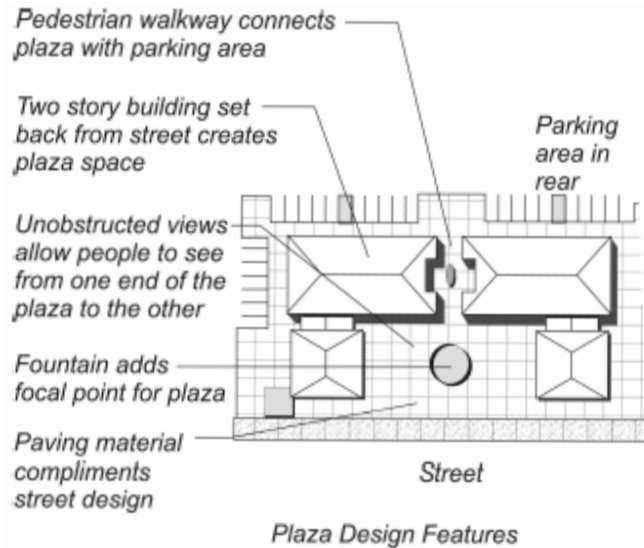 Pedestrian walkway connects
plaza with parking area
Two story building set
back from street creates
plaza space
Parking
area in
rear
Unobstructed views
allow people to see
from one end of the
plaza to the other
Fountain adds
focal point for plaza
Paving material
compliments
street design
Street
Plaza Design Features